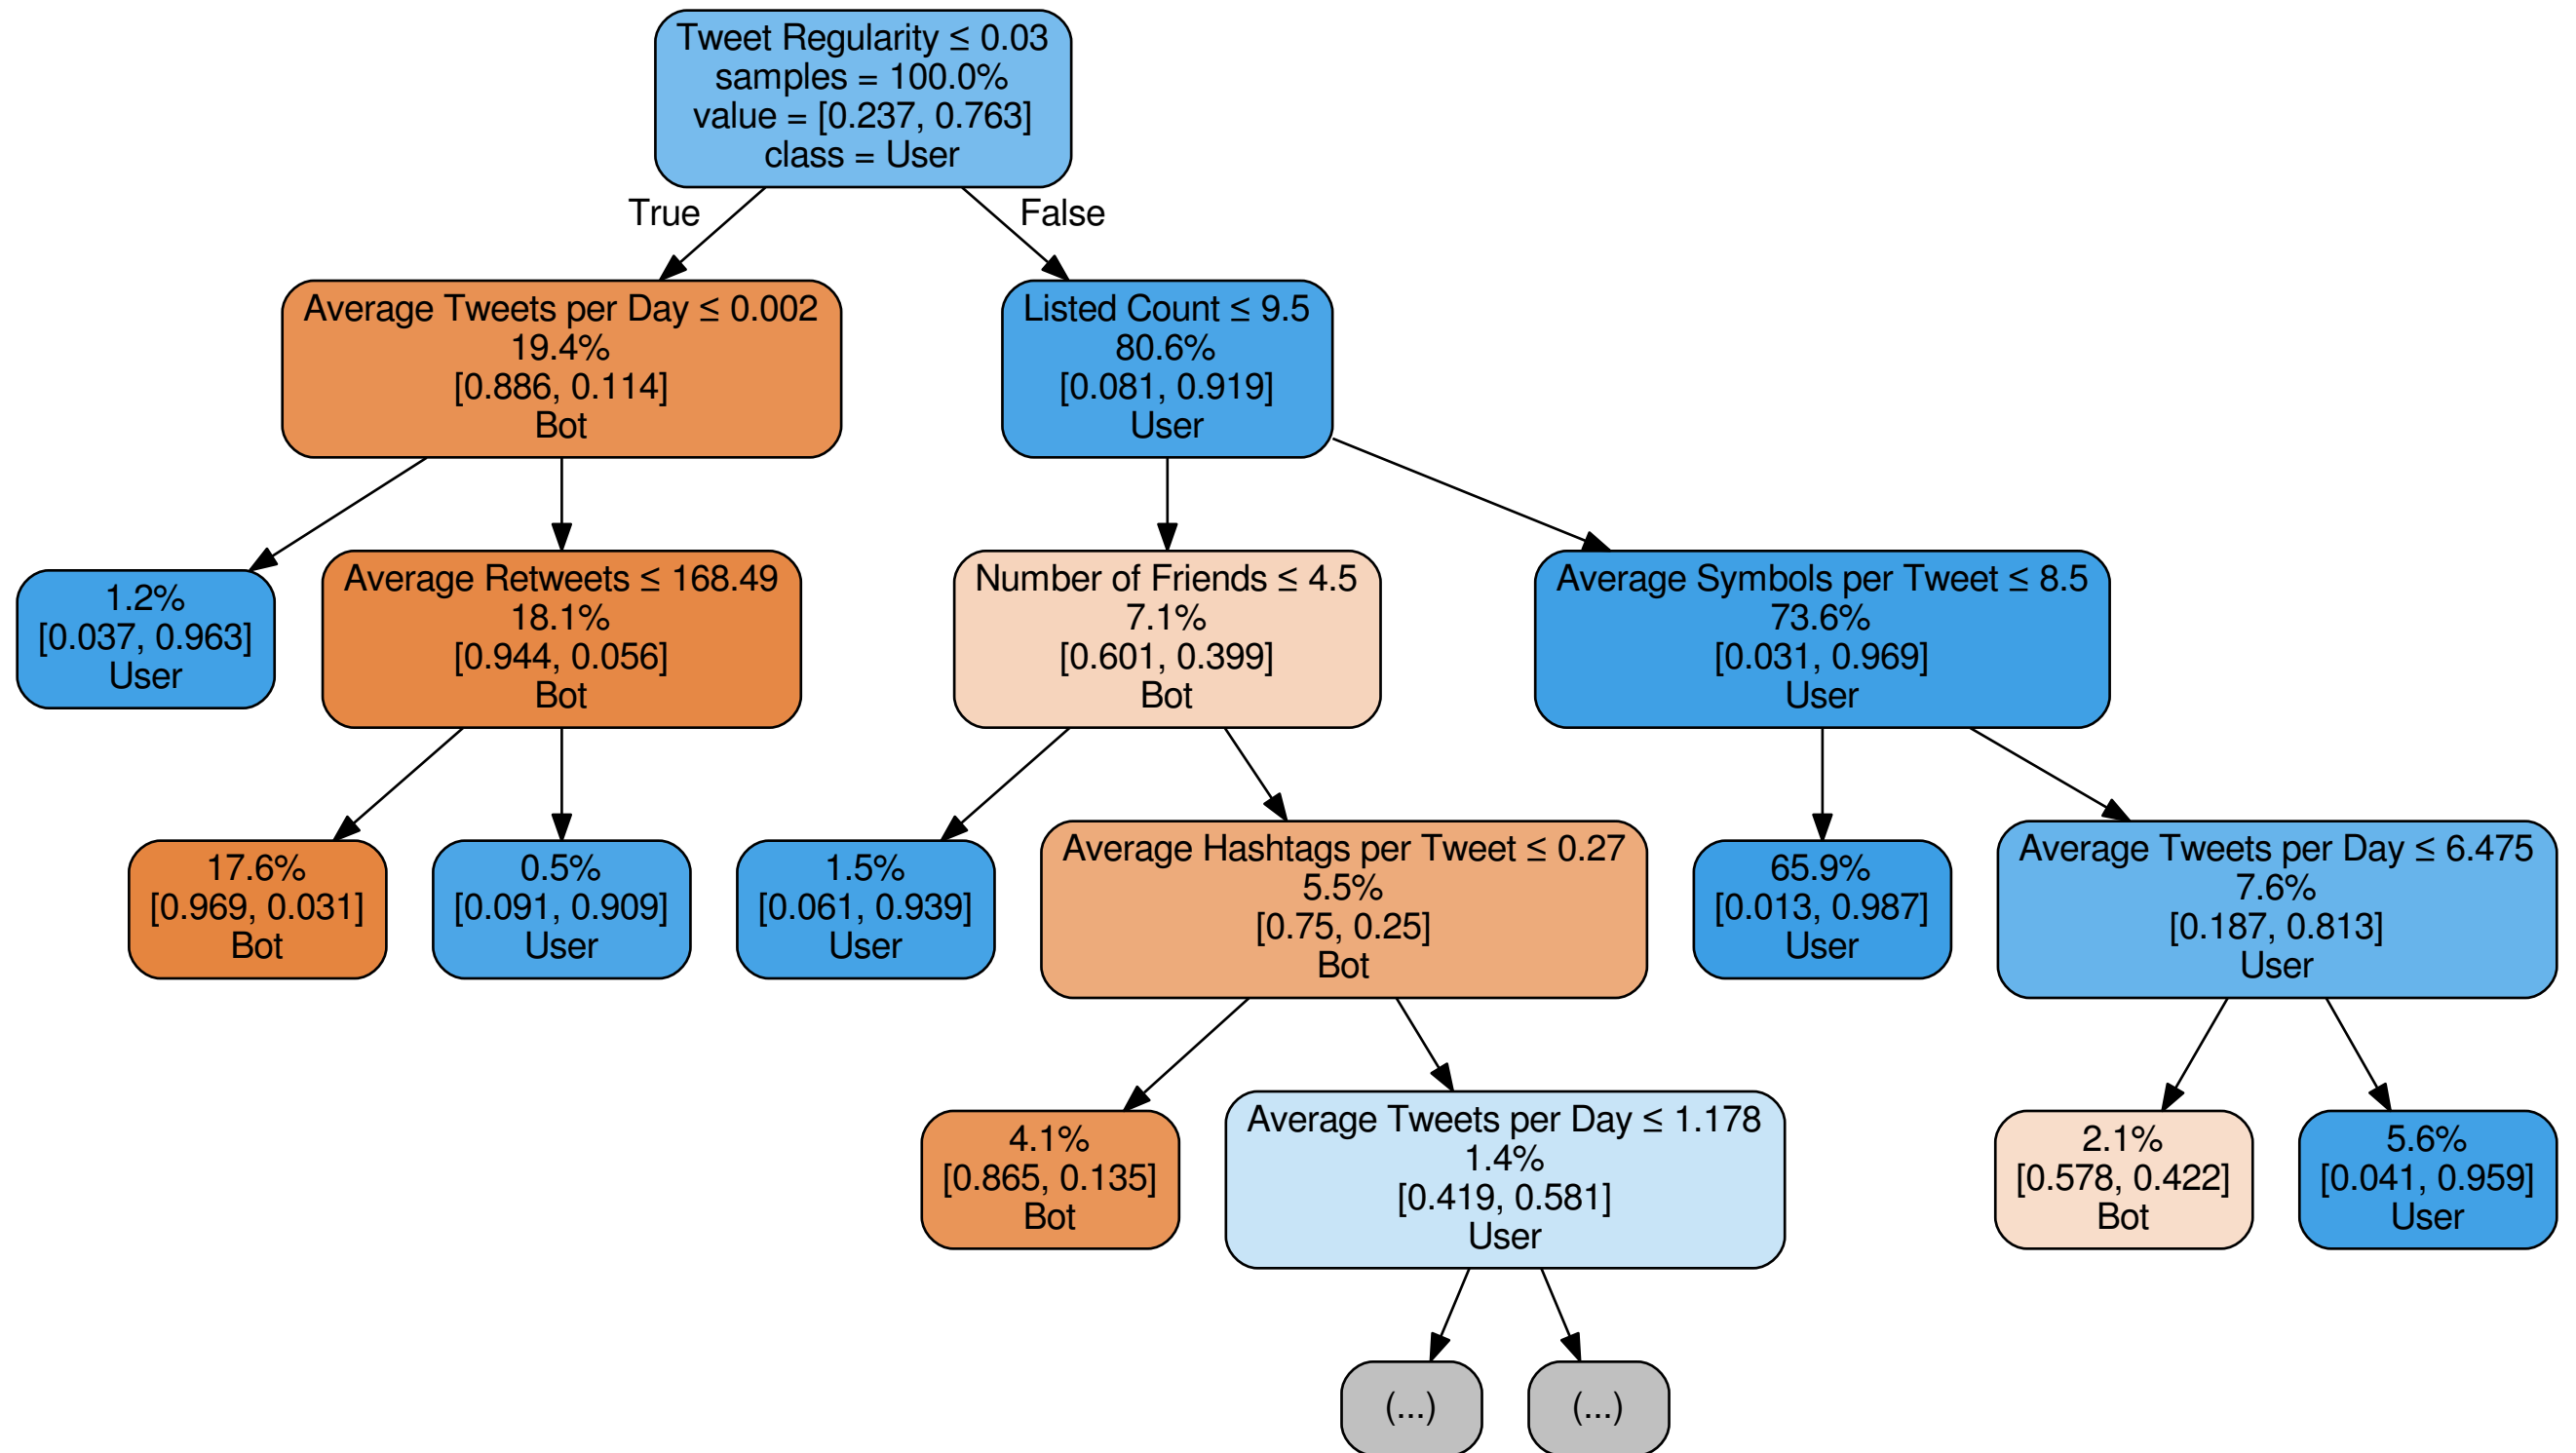 Tweet Regularity ≤ 0.03
samples = 100.0%
value = [0.237, 0.763]
class = User
True
False
Average Tweets per Day ≤ 0.002
19.4%
[0.886, 0.114]
Bot
Listed Count ≤ 9.5
80.6%
[0.081, 0.919]
User
1.2%
[0.037, 0.963]
User
Average Retweets ≤ 168.49
18.1%
[0.944, 0.056]
Bot
Number of Friends ≤ 4.5
7.1%
[0.601, 0.399]
Bot
Average Symbols per Tweet ≤ 8.5
73.6%
[0.031, 0.969]
User
17.6%
[0.969, 0.031]
Bot
0.5%
[0.091, 0.909]
User
1.5%
[0.061, 0.939]
User
Average Hashtags per Tweet ≤ 0.27
5.5%
[0.75, 0.25]
Bot
65.9%
[0.013, 0.987]
User
Average Tweets per Day ≤ 6.475
7.6%
[0.187, 0.813]
User
4.1%
[0.865, 0.135]
Bot
Average Tweets per Day ≤ 1.178
1.4%
[0.419, 0.581]
User
2.1%
[0.578, 0.422]
Bot
5.6%
[0.041, 0.959]
User
(...)
(...)